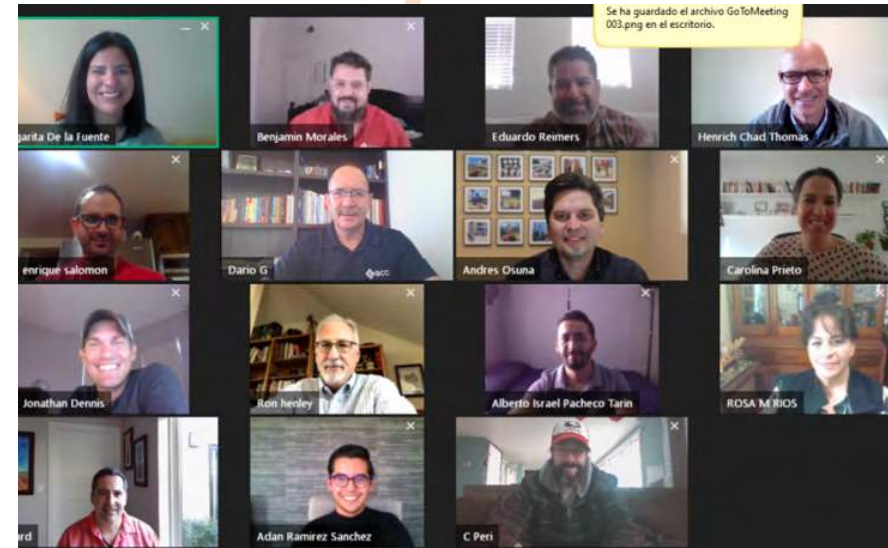 Se ha guardado el archivo GoToMeeting
003.png en el escritorio.
garita De la Fuente
Benjamin Morales
Eduardo Reimers
Henrich Chad Thomas
enrique salomon
Dario G
acc
Andres Osuna
Carolina Prieto
Jonathan Dennis
Ron henley
Alberto Israel Pacheco Tarin
ROSA M RIOS
ard
Adan Ramirez Sanchez
C Peri